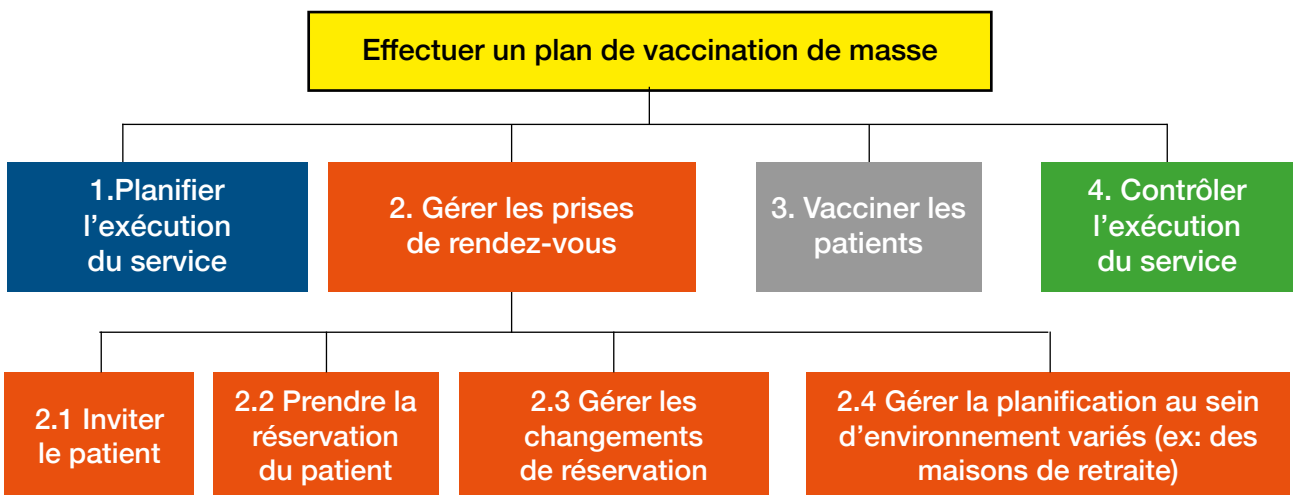 Effectuer un plan de vaccination de masse
1.Planifier
l’exécution
du service
2. Gérer les prises
de rendez-vous
3. Vacciner les
patients
4. Contrôler
l’exécution
du service
2.1 Inviter
le patient
2.2 Prendre la
réservation
du patient
2.3 Gérer les
changements
de réservation
2.4 Gérer la planification au sein
d’environnement variés (ex: des
maisons de retraite)